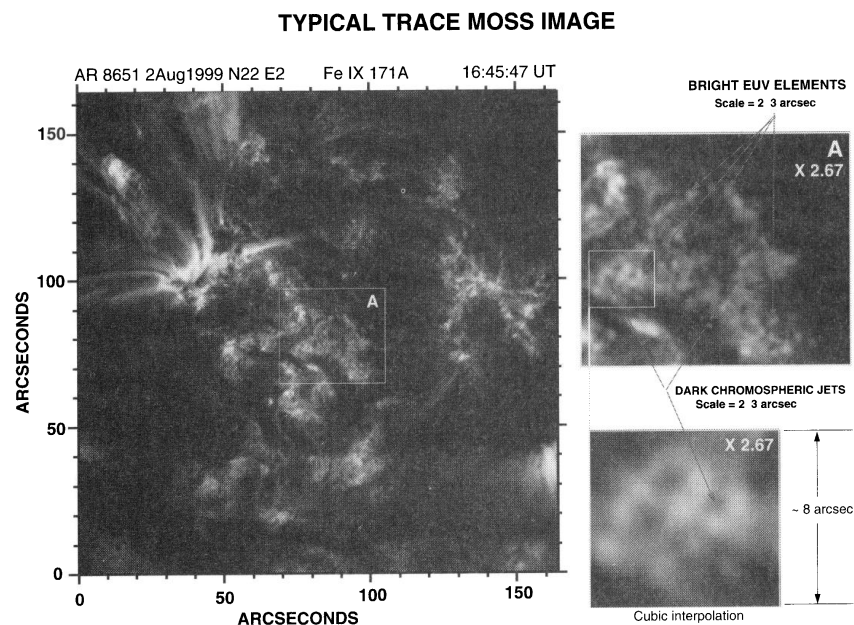 TYPICAL TRACE MOSS IMAGE
AR 8651 2Aug1999 N22 E2 Fe IX 171A 16:45:47 UT
BRIGHT EUV ELEMENTS
Scale = 2 3 arcsec
150
100
50
0
ARCSECONDS
A
A
X 2.67
DARK CHROMOSPHERIC JETS
Scale = 2 3 arcsec
X 2.67
~ 8 arcsec
0 50 100 150
ARCSECONDS
Cubic interpolation